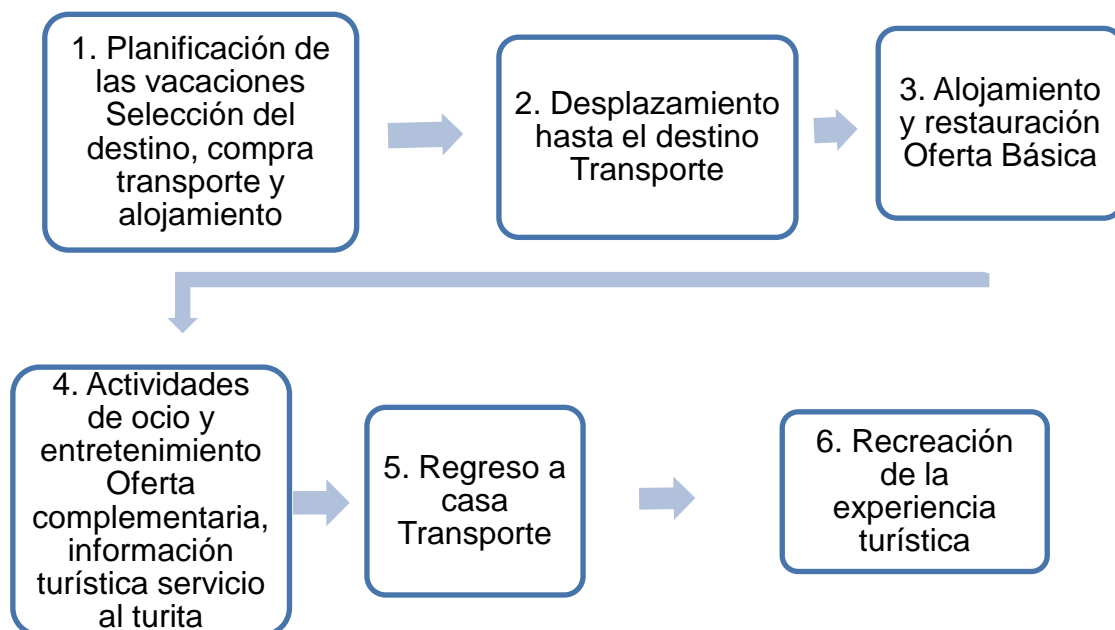 1. Planificación de
las vacaciones
Selección del
destino, compra
transporte y
alojamiento
2. Desplazamiento
hasta el destino
Transporte
3. Alojamiento
y restauración
Oferta Básica
4. Actividades
de ocio y
entretenimiento
Oferta
complementaria,
información
turística servicio
al turita
5. Regreso a
casa
Transporte
6. Recreación
de la
experiencia
turística